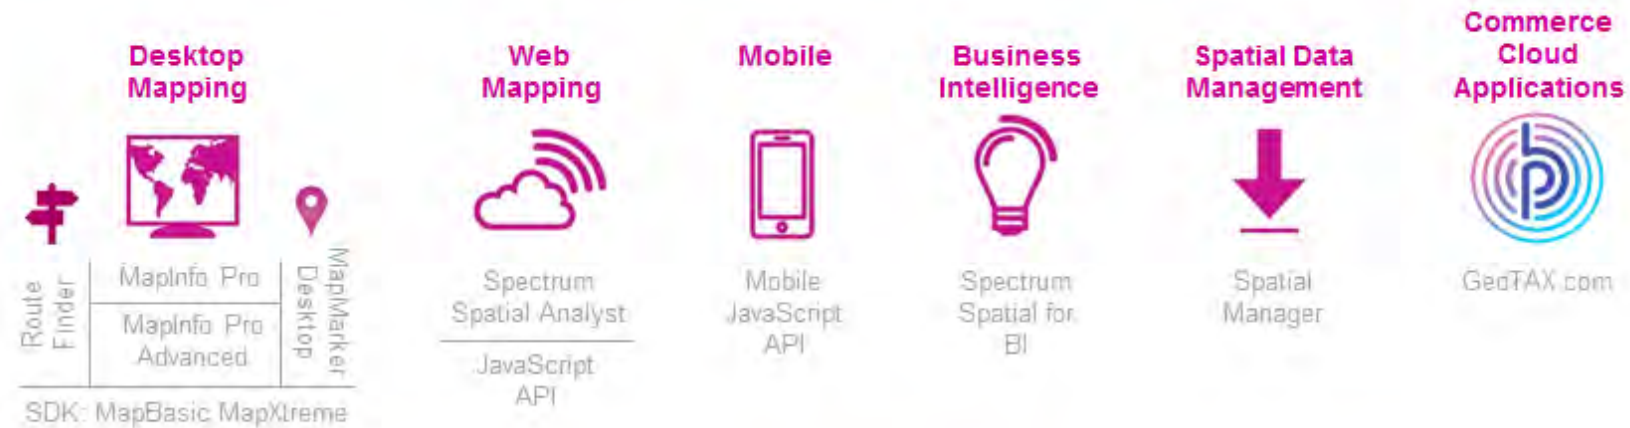 Desktop
Mapping
Route
Finder
MapInfo Pro
MapInfo Pro
Advanced
MapMarker
Desktop
SDK: MapBasic MapXtreme
Web
Mapping
Spectrum
Spatial Analyst
JavaScript
API
Mobile
Mobile
JavaScript
API
Business
Intelligence
Spectrum
Spatial for
BI
Spatial Data
Management
Spatial
Manager
Commerce
Cloud
Applications
GeoTAX.com